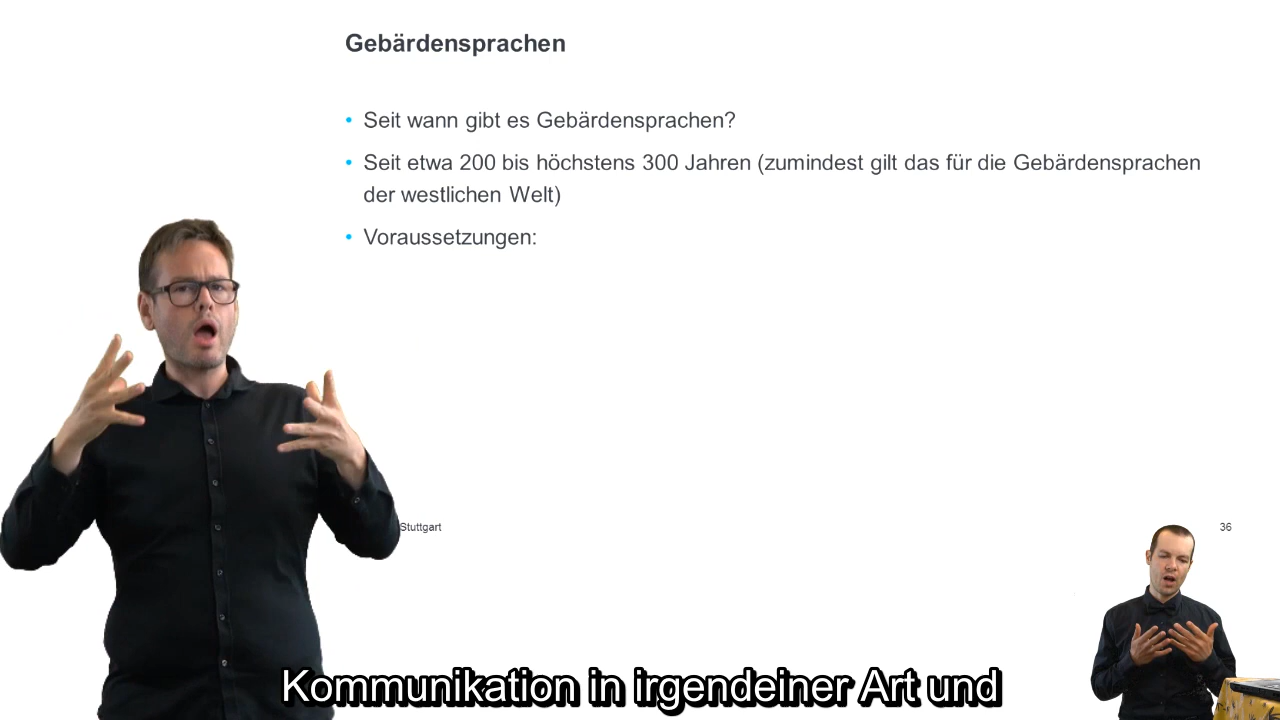 Gebärdensprachen
• Seit wann gibt es Gebärdensprachen?
• Seit etwa 200 bis höchstens 300 Jahren (zumindest gilt das für die Gebärdensprachen
der westlichen Welt)
• Voraussetzungen:
Stuttgart
36
Kommunikation in irgendeiner Art und